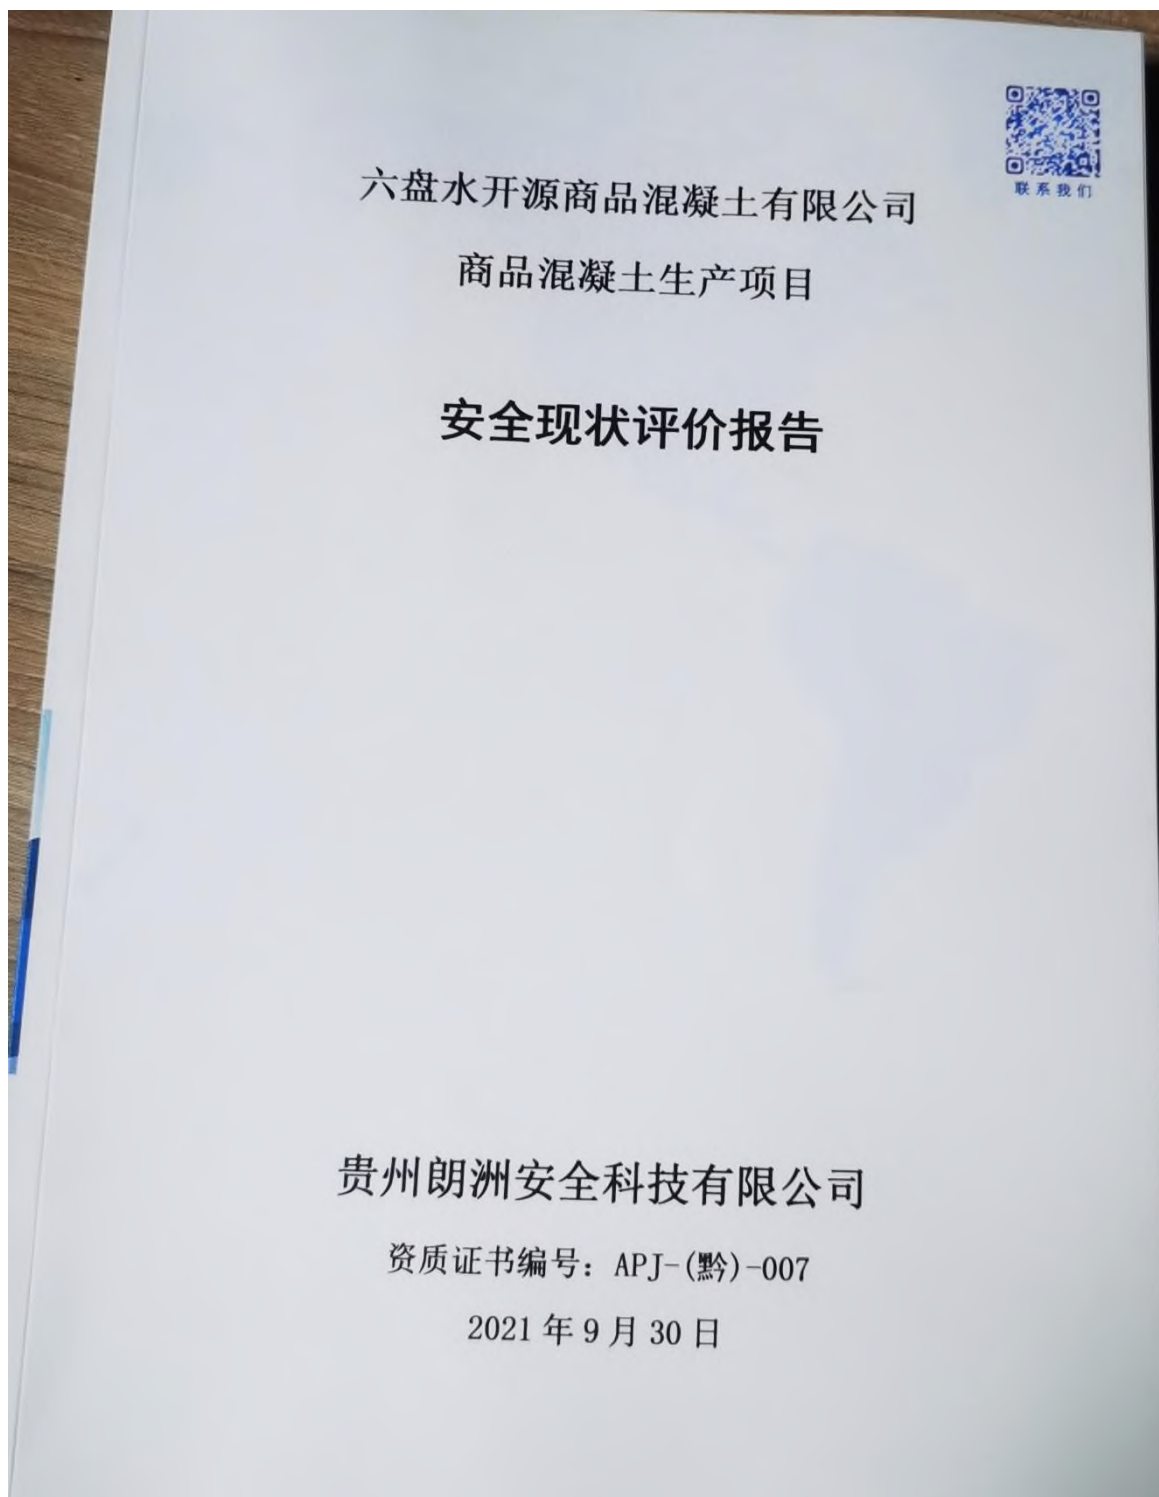 联系我们
六盘水开源商品混凝土有限公司
商品混凝土生产项目
安全现状评价报告
贵州朗洲安全科技有限公司
资质证书编号：APJ-(黔)-007
2021年9月30日